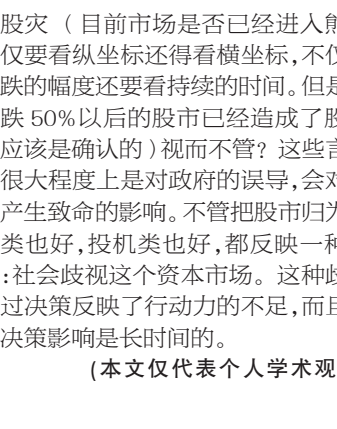 股灾（目前市场是否已经进入熊
仅要看纵坐标还得看横坐标,不仅
跌的幅度还要看持续的时间。但是
跌50%以后的股市已经造成了股
应该是确认的)视而不管？这些言
很大程度上是对政府的误导,会对
产生致命的影响。不管把股市归为
类也好,投机类也好,都反映一种
:社会歧视这个资本市场。这种歧
过决策反映了行动力的不足,而且
决策影响是长时间的。
(本文仅代表个人学术观